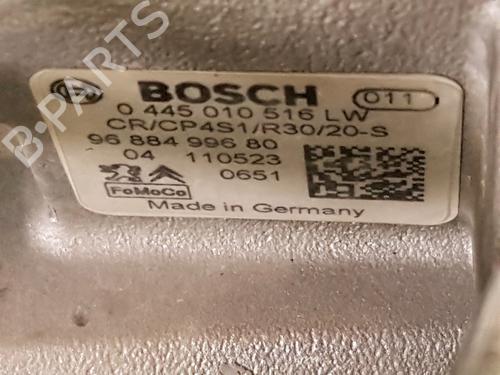 B-PARTS
BOSCH 011
0 445 010 516 LW
CR/CP4S1/R30/20-S
96 884 996 80
04 110523
0651
FoMoCo
Made in Germany